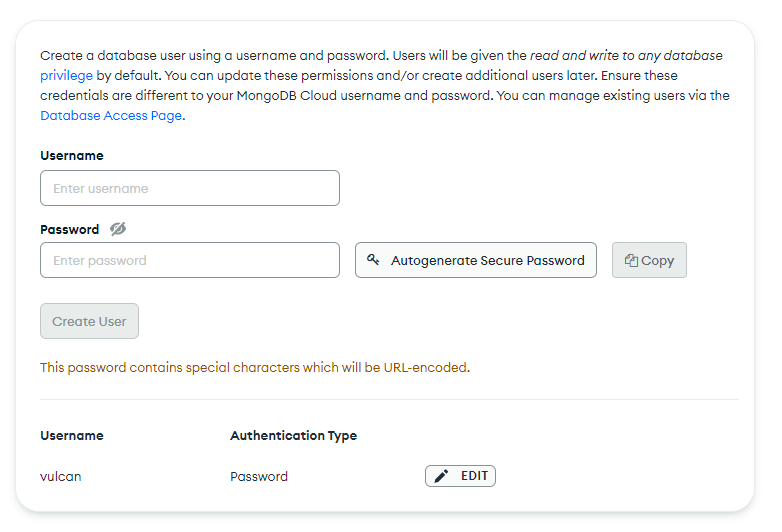 Create a database user using a username and password. Users will be given the read and write to any database
privilege by default. You can update these permissions and/or create additional users later. Ensure these
credentials are different to your MongoDB Cloud username and password. You can manage existing users via the
Database Access Page.
Username
Enter username
Password
Enter password
Autogenerate Secure Password
Copy
Create User
This password contains special characters which will be URL-encoded.
Username Authentication Type
vulcan Password EDIT